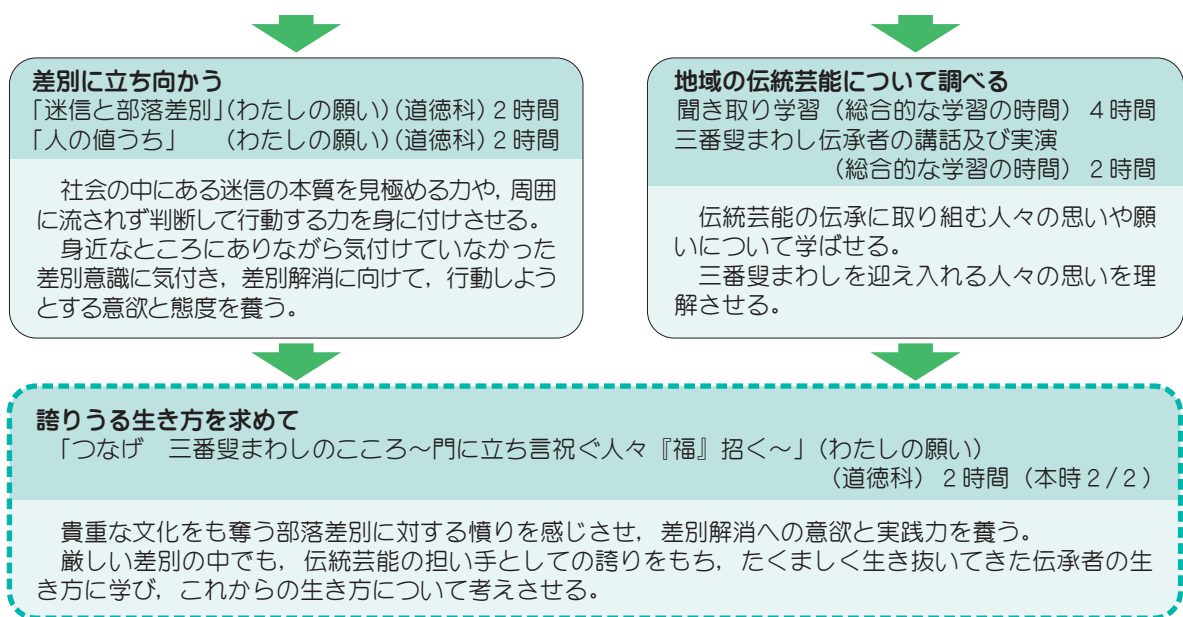 差別に立ち向かう
「迷信と部落差別」(わたしの願い)(道徳科)2時間
「人の値うち」　(わたしの願い)(道徳科)2時間
　社会の中にある迷信の本質を見極める力や，周囲
に流されず判断して行動する力を身に付けさせる。
　身近なところにありながら気付けていなかった
差別意識に気付き，差別解消に向けて，行動しよう
とする意欲と態度を養う。
地域の伝統芸能について調べる
聞き取り学習（総合的な学習の時間）4時間
三番叟まわし伝承者の講話及び実演
（総合的な学習の時間）2時間
　伝統芸能の伝承に取り組む人々の思いや願
いについて学ばせる。
　三番叟まわしを迎え入れる人々の思いを理
解させる。
誇りうる生き方を求めて
「つなげ　三番叟まわしのこころ～門に立ち言祝ぐ人々『福』招く～」（わたしの願い）
（道徳科）2時間（本時2/2）
　貴重な文化をも奪う部落差別に対する憤りを感じさせ，差別解消への意欲と実践力を養う。
　厳しい差別の中でも，伝統芸能の担い手としての誇りをもち，たくましく生き抜いてきた伝承者の生
き方に学び，これからの生き方について考えさせる。